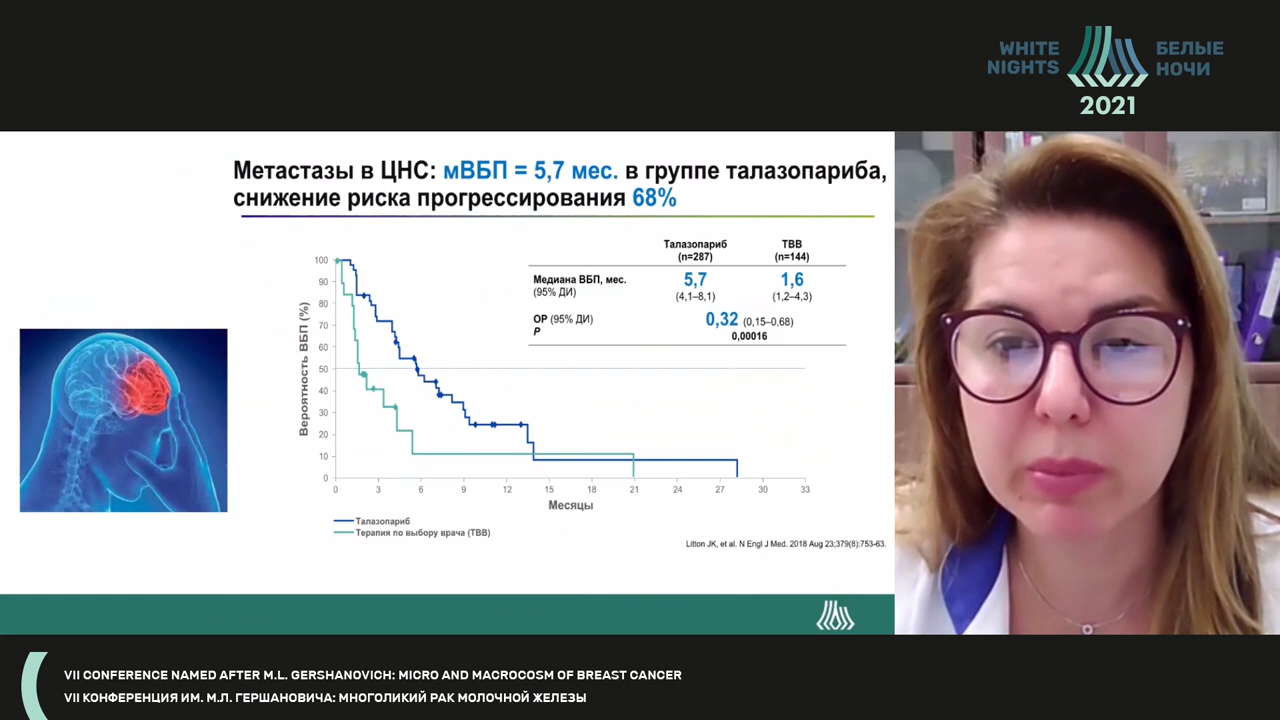 WHITE NIGHTS
БЕЛЫЕ НОЧИ
2021
Метастазы в ЦНС: мВБП = 5,7 мес. в группе талазопариба,
снижение риска прогрессирования 68%
Талазопариб (n=287)
ТВВ (n=144)
Медиана ВБП, мес. (95% ДИ)
5,7 (4,1–8,1)
1,6 (1,2–4,3)
ОР (95% ДИ)
0,32 (0,15–0,68)
P
0,00016
Вероятность ВБП (%)
100
90
80
70
60
50
40
30
20
10
0
0 3 6 9 12 15 18 21 24 27 30 33
Месяцы
Талазопариб
Терапия по выбору врача (ТВВ)
Litton JK, et al. N Engl J Med. 2018 Aug 23;379(8):753-63.
VII CONFERENCE NAMED AFTER M.L. GERSHANOVICH: MICRO AND MACROCOSM OF BREAST CANCER
VII КОНФЕРЕНЦИЯ ИМ. М.Л. ГЕРШАНОВИЧА: МНОГОЛИКИЙ РАК МОЛОЧНОЙ ЖЕЛЕЗЫ